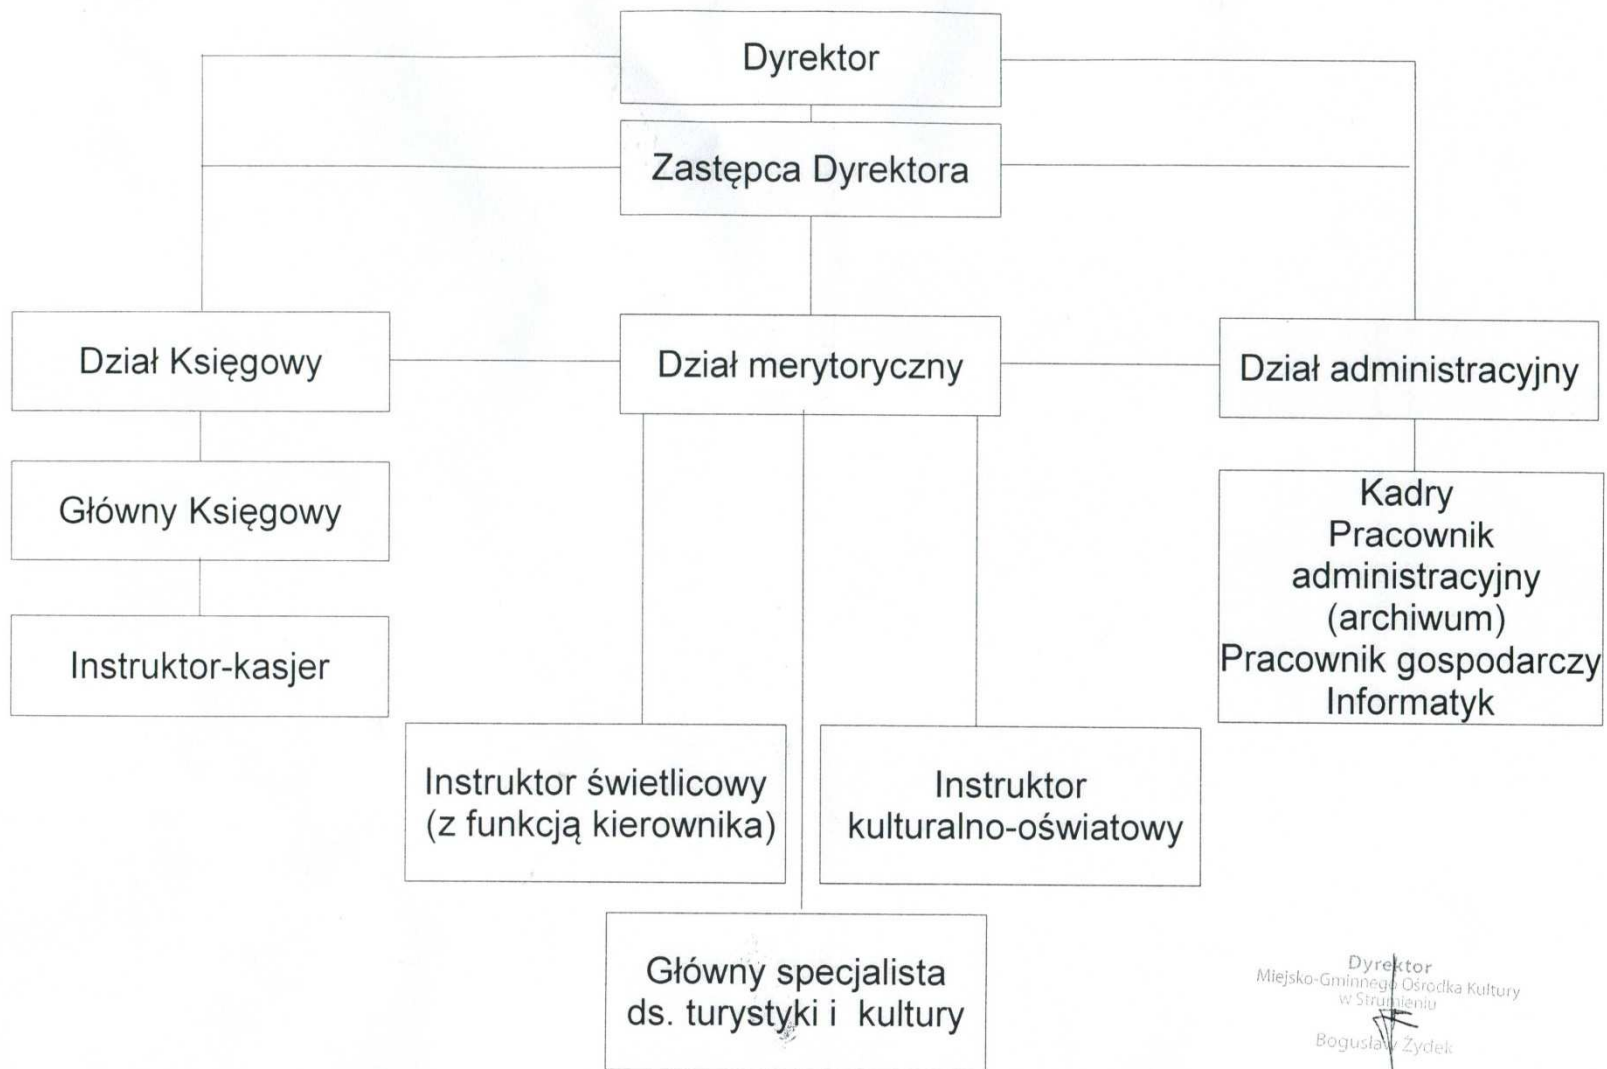 Dyrektor
Zastępca Dyrektora
Dział Księgowy
Dział merytoryczny
Dział administracyjny
Główny Księgowy
Instruktor-kasjer
Kadry
Pracownik
administracyjny
(archiwum)
Pracownik gospodarczy
Informatyk
Instruktor świetlicowy
(z funkcją kierownika)
Instruktor
kulturalno-oświatowy
Główny specjalista
ds. turystyki i kultury
Dyrektor
Miejsko-Gminnego Ośrodka Kultury
w Strumieniu
Bogusław Żydek